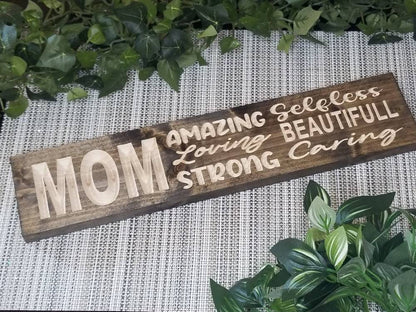 MOM
AMAZING Selfless
Loving BEAUTIFULL
STRONG Caring